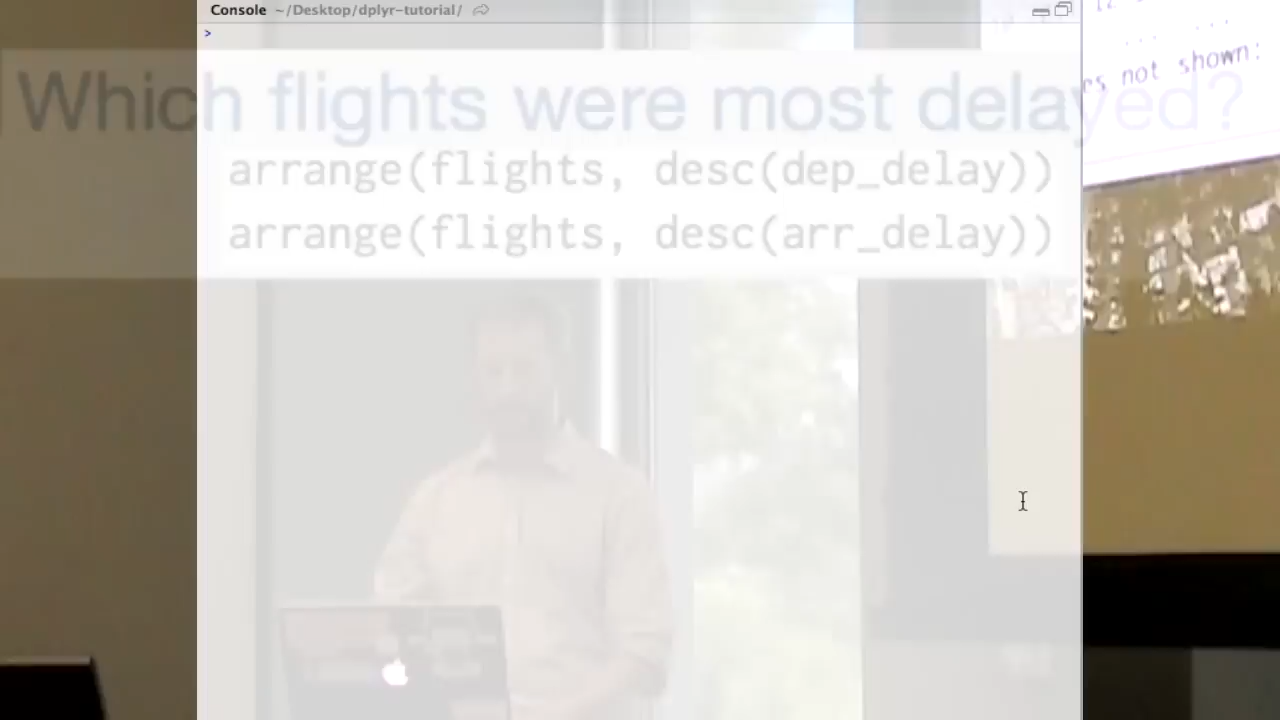 Console ~/Desktop/dplyr-tutorial/
>
es not shown:
Which flights were most delayed?
arrange(flights, desc(dep_delay))
arrange(flights, desc(arr_delay))